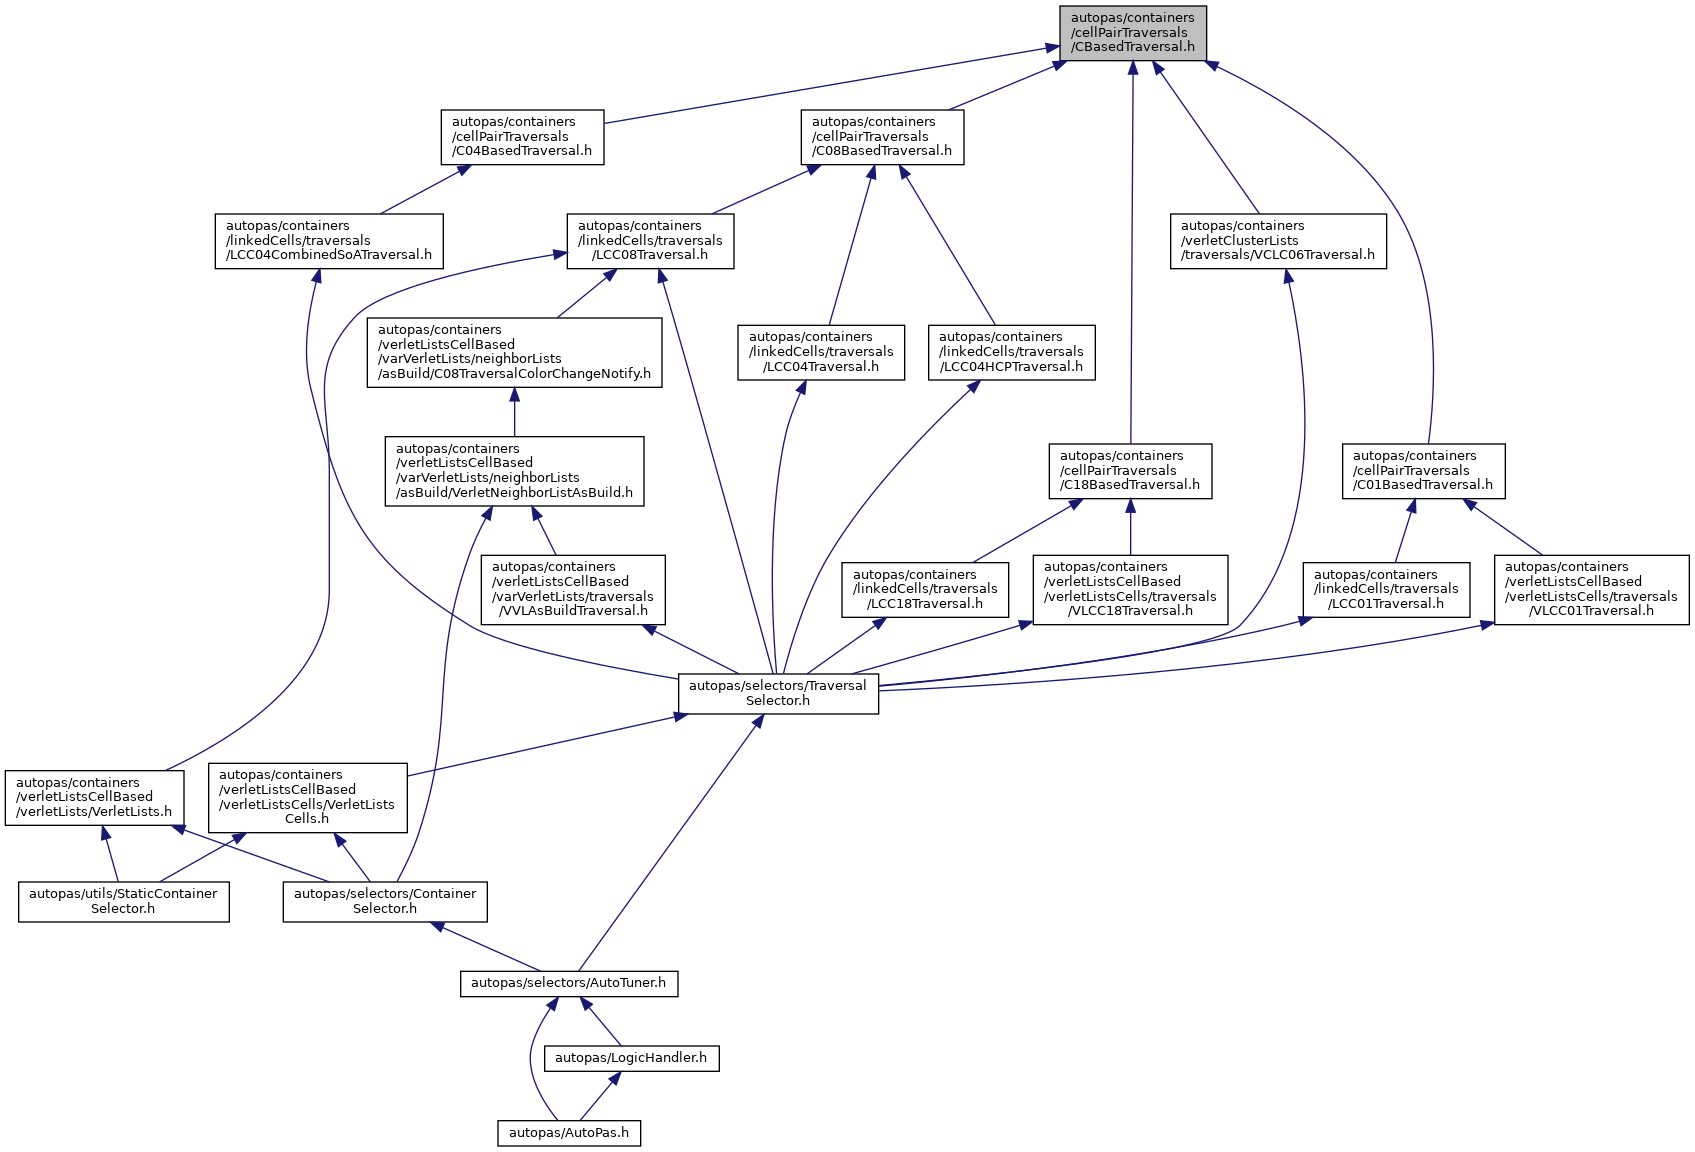 autopas/containers
/cellPairTraversals
/CBasedTraversal.h
autopas/containers
/cellPairTraversals
/C04BasedTraversal.h
autopas/containers
/cellPairTraversals
/C08BasedTraversal.h
autopas/containers
/linkedCells/traversals
/LCC04CombinedSoATraversal.h
autopas/containers
/linkedCells/traversals
/LCC08Traversal.h
autopas/containers
/verletClusterLists
/traversals/VCLC06Traversal.h
autopas/containers
/verletListsCellBased
/varVerletLists/neighborLists
/asBuild/C08TraversalColorChangeNotify.h
autopas/containers
/linkedCells/traversals
/LCC04Traversal.h
autopas/containers
/linkedCells/traversals
/LCC04HCPTraversal.h
autopas/containers
/verletListsCellBased
/varVerletLists/neighborLists
/asBuild/VerletNeighborListAsBuild.h
autopas/containers
/cellPairTraversals
/C18BasedTraversal.h
autopas/containers
/cellPairTraversals
/C01BasedTraversal.h
autopas/containers
/verletListsCellBased
/varVerletLists/traversals
/VVLAsBuildTraversal.h
autopas/containers
/linkedCells/traversals
/LCC18Traversal.h
autopas/containers
/verletListsCellBased
/verletListsCells/traversals
/VLCC18Traversal.h
autopas/containers
/linkedCells/traversals
/LCC01Traversal.h
autopas/containers
/verletListsCellBased
/verletListsCells/traversals
/VLCC01Traversal.h
autopas/selectors/Traversal
Selector.h
autopas/containers
/verletListsCellBased
/verletLists/VerletLists.h
autopas/containers
/verletListsCellBased
/verletListsCells/VerletLists
Cells.h
autopas/utils/StaticContainer
Selector.h
autopas/selectors/Container
Selector.h
autopas/selectors/AutoTuner.h
autopas/LogicHandler.h
autopas/AutoPas.h